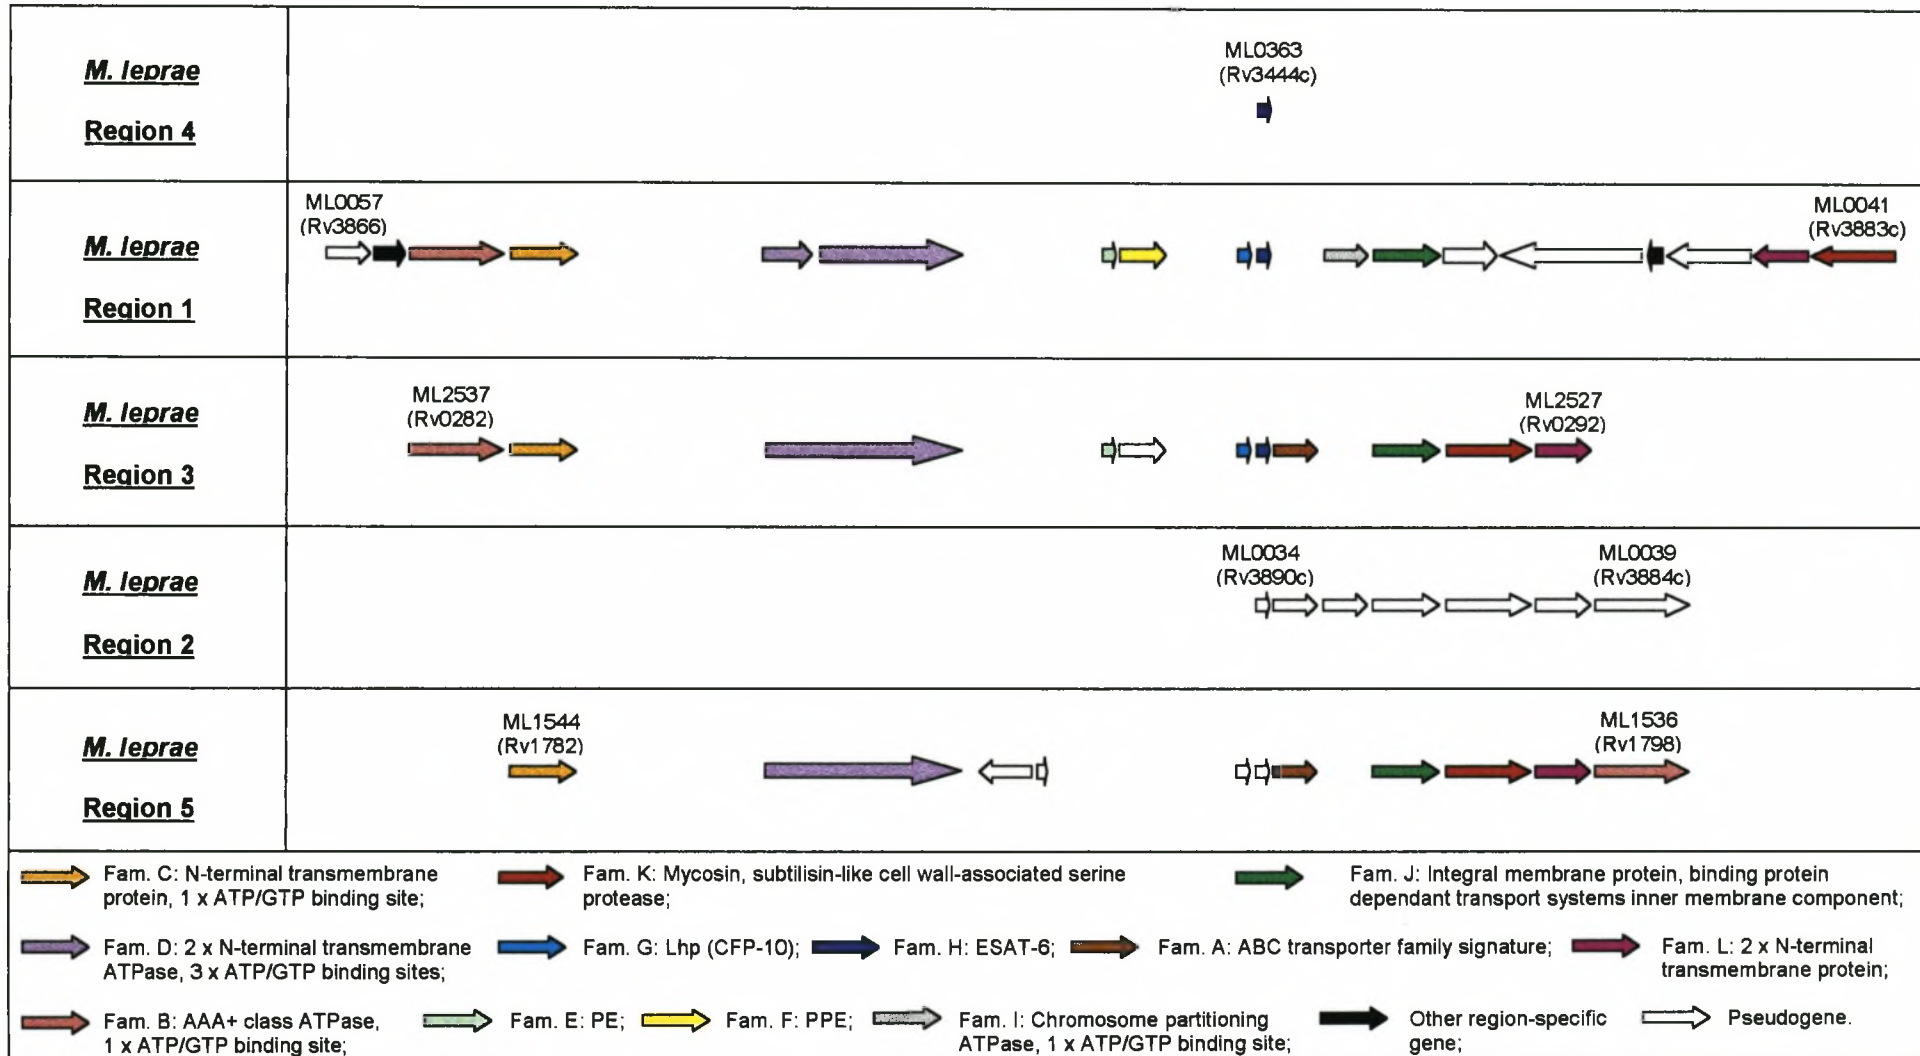 M. leprae
Region 4
ML0363
(Rv3444c)
M. leprae
Region 1
ML0057
(Rv3866)
ML0041
(Rv3883c)
M. leprae
Region 3
ML2537
(Rv0282)
ML2527
(Rv0292)
M. leprae
Region 2
ML0034
(Rv3890c)
ML0039
(Rv3884c)
M. leprae
Region 5
ML1544
(Rv1782)
ML1536
(Rv1798)
Fam. C: N-terminal transmembrane
protein, 1 x ATP/GTP binding site;
Fam. K: Mycosin, subtilisin-like cell wall-associated serine
protease;
Fam. J: Integral membrane protein, binding protein
dependant transport systems inner membrane component;
Fam. D: 2 x N-terminal transmembrane
ATPase, 3 x ATP/GTP binding sites;
Fam. G: Lhp (CFP-10);
Fam. H: ESAT-6;
Fam. A: ABC transporter family signature;
Fam. L: 2 x N-terminal
transmembrane protein;
Fam. B: AAA+ class ATPase,
1 x ATP/GTP binding site;
Fam. E: PE;
Fam. F: PPE;
Fam. I: Chromosome partitioning
ATPase, 1 x ATP/GTP binding site;
Other region-specific
gene;
Pseudogene.